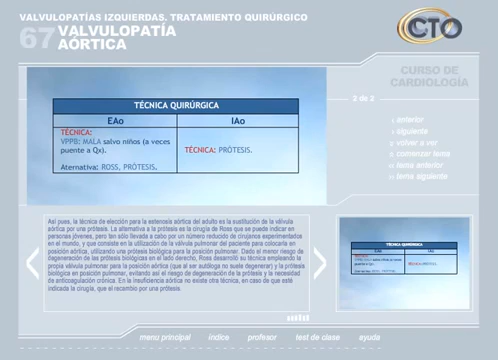 VALVULOPATÍAS IZQUIERDAS. TRATAMIENTO QUIRÚRGICO
67 VALVULOPATÍA
AÓRTICA
CTO
CURSO DE
CARDIOLOGIA
2 de 2
anterior
siguiente
volver a ver
comenzar tema
tema anterior
tema siguiente
TÉCNICA QUIRÚRGICA
EAo
IAo
TÉCNICA:
VPPB: MALA salvo niños (a veces
puente a Qx).
Aternativa: ROSS, PRÓTESIS.
TÉCNICA: PRÓTESIS.
Así pues, la técnica de elección para la estenosis aórtica del adulto es la sustitución de la válvula
aórtica por una prótesis. La alternativa a la prótesis es la cirugía de Ross que se puede indicar en
personas jóvenes, pero tan sólo llevada a cabo por un número reducido de cirujanos experimentados
en el mundo, y que consiste en la utilización de la válvula pulmonar del paciente para colocarla en
posición aórtica, utilizando una prótesis biológica para la posición pulmonar. Dado el menor riesgo de
degeneración de las prótesis biológicas en el lado derecho, Ross desarrolló su técnica empleando la
propia válvula pulmonar para la posición aórtica (que al ser autólogo no suele degenerar) y la prótesis
biológica en posición pulmonar, evitando así el riesgo de degeneración de la prótesis y la necesidad
de anticoagulación crónica. En la insuficiencia aórtica no existe otra técnica, en caso de que esté
indicada la cirugía, que el recambio por una prótesis.
TÉCNICA QUIRÚRGICA
EAo
IAo
menu principal
indice
profesor
test de clase
ayuda